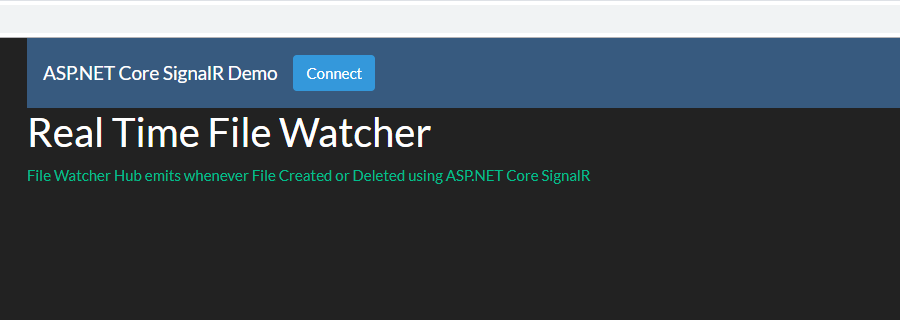 ASP.NET Core SignalR Demo Connect
Real Time File Watcher
File Watcher Hub emits whenever File Created or Deleted using ASP.NET Core SignalR